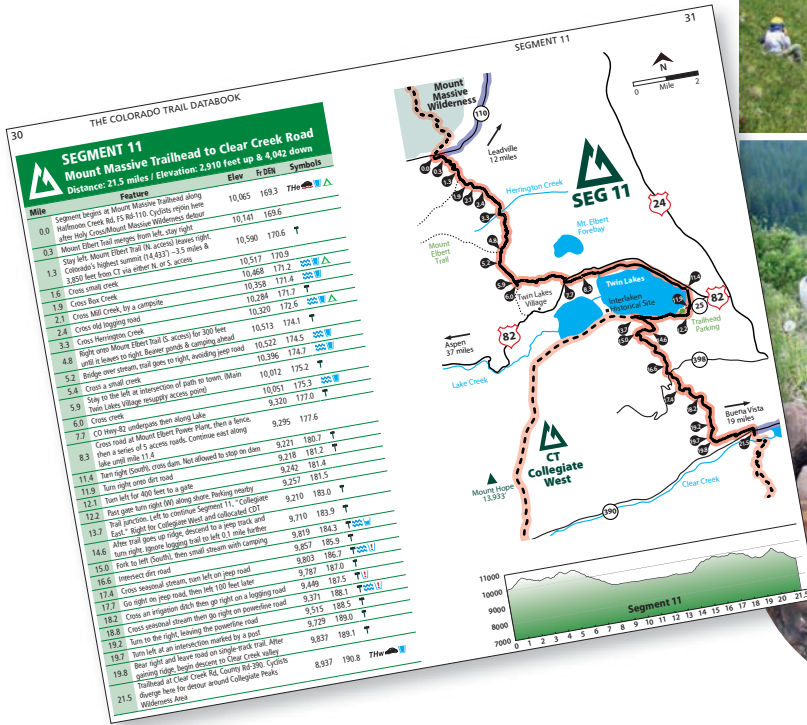 30
THE COLORADO TRAIL DATABOOK
SEGMENT 11
Mount Massive Trailhead to Clear Creek Road
Distance: 21.5 miles / Elevation: 2,910 feet up & 4,042 down
Mile Feature Elev Fr DEN Symbols
0.0 Segment begins at Mount Massive Trailhead along 10,065 169.3 THe
Halfmoon Creek Rd, FS Rd-110. Cyclists rejoin here
after Holy Cross/Mount Massive Wilderness detour
0.3 Mount Elbert Trail merges from left, stay right 10,141 169.6
Stay left. Mount Elbert Trail (N. access) leaves right. 10,590 170.6
Colorado's highest summit (14,433') ~3.5 miles &
3,850 feet from CT via either N. or S. access
1.6 Cross small creek 10,517 170.9
1.9 Cross Box Creek 10,468 171.2
2.1 Cross Mill Creek, by a campsite 10,358 171.4
2.4 Cross old logging road 10,284 171.7
3.3 Cross Herrington Creek 10,320 172.6
4.8 Right onto Mount Elbert Trail (S. access) for 300 feet 10,513 174.1
until it leaves to right. Beaver ponds & camping ahead
5.2 Bridge over stream, trail goes to right, avoiding jeep road 10,522 174.5
5.4 Cross a small creek 10,396 174.7
5.9 Stay to the left at intersection of path to town. (Main 10,012 175.2
Twin Lakes Village resupply access point)
6.0 Cross creek 10,051 175.3
7.7 CO Hwy-82 underpass then along Lake 9,320 177.0
8.3 Cross road at Mount Elbert Power Plant, then a fence, 9,295 177.6
then a series of 5 access roads. Continue east along
lake until mile 11.4
11.4 Turn right (South), cross dam. Not allowed to stop on dam 9,221 180.7
11.9 Turn right onto dirt road 9,218 181.2
12.1 Turn left for 400 feet to a gate 9,242 181.4
12.2 Past gate turn right (W) along shore. Parking nearby 9,257 181.5
13.7 Trail junction. Left to continue Segment 11, "Collegiate 9,210 183.0
East." Right for Collegiate West and collocated CDT
14.6 After trail goes up ridge, descend to a jeep track and 9,710 183.9
turn right. Ignore logging trail to left 0.1 mile further
15.0 Fork to left (South), then small stream with camping 9,819 184.3
16.6 Intersect dirt road 9,857 185.9
17.4 Cross seasonal stream, turn left on jeep road 9,803 186.7
17.7 Go right on jeep road, then left 100 feet later 9,787 187.0
18.2 Cross an irrigation ditch then go right on a logging road 9,449 187.5
18.8 Cross seasonal stream then go right on powerline road 9,371 188.1
19.2 Turn to the right, leaving the powerline road 9,515 188.5
19.7 Turn left at an intersection marked by a post 9,729 189.0
19.8 Bear right and leave road on single-track trail. After 9,837 189.1
gaining ridge, begin descent to Clear Creek valley
21.5 Trailhead at Clear Creek Rd, County Rd-390. Cyclists 8,937 190.8 THw
diverge here for detour around Collegiate Peaks
Wilderness Area
SEGMENT 11
31
N
0 Mile 2
Mount
Massive
Wilderness
110
Leadville
12 miles
SEG 11
24
Herrington Creek
Mt. Elbert
Forebay
Mount
Elbert
Trail
Twin Lakes
Village
Twin Lakes
Interlaken
Historical Site
25
82
Trailhead
Parking
82
Aspen
37 miles
Lake Creek
398
Buena Vista
19 miles
CT
Collegiate
West
Mount Hope
13,933'
Clear Creek
390
11000
10000
9000
8000
7000
Segment 11
0 1 2 3 4 5 6 7 8 9 10 11 12 13 14 15 16 17 18 19 20 21.5